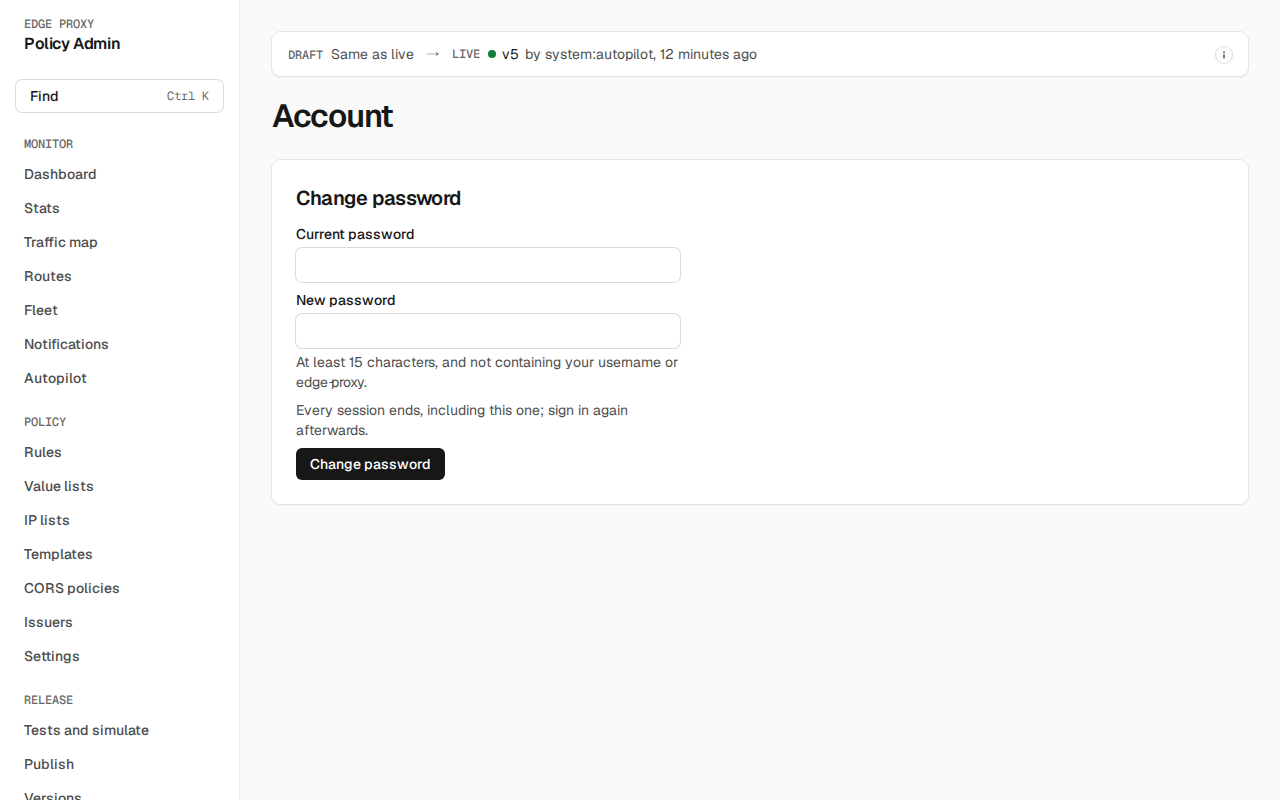 EDGE PROXY
Policy Admin
Find Ctrl K
MONITOR
Dashboard
Stats
Traffic map
Routes
Fleet
Notifications
Autopilot
POLICY
Rules
Value lists
IP lists
Templates
CORS policies
Issuers
Settings
RELEASE
Tests and simulate
Publish
Versions
DRAFT Same as live → LIVE v5 by system:autopilot, 12 minutes ago
Account
Change password
Current password
New password
At least 15 characters, and not containing your username or
edge-proxy.
Every session ends, including this one; sign in again
afterwards.
Change password